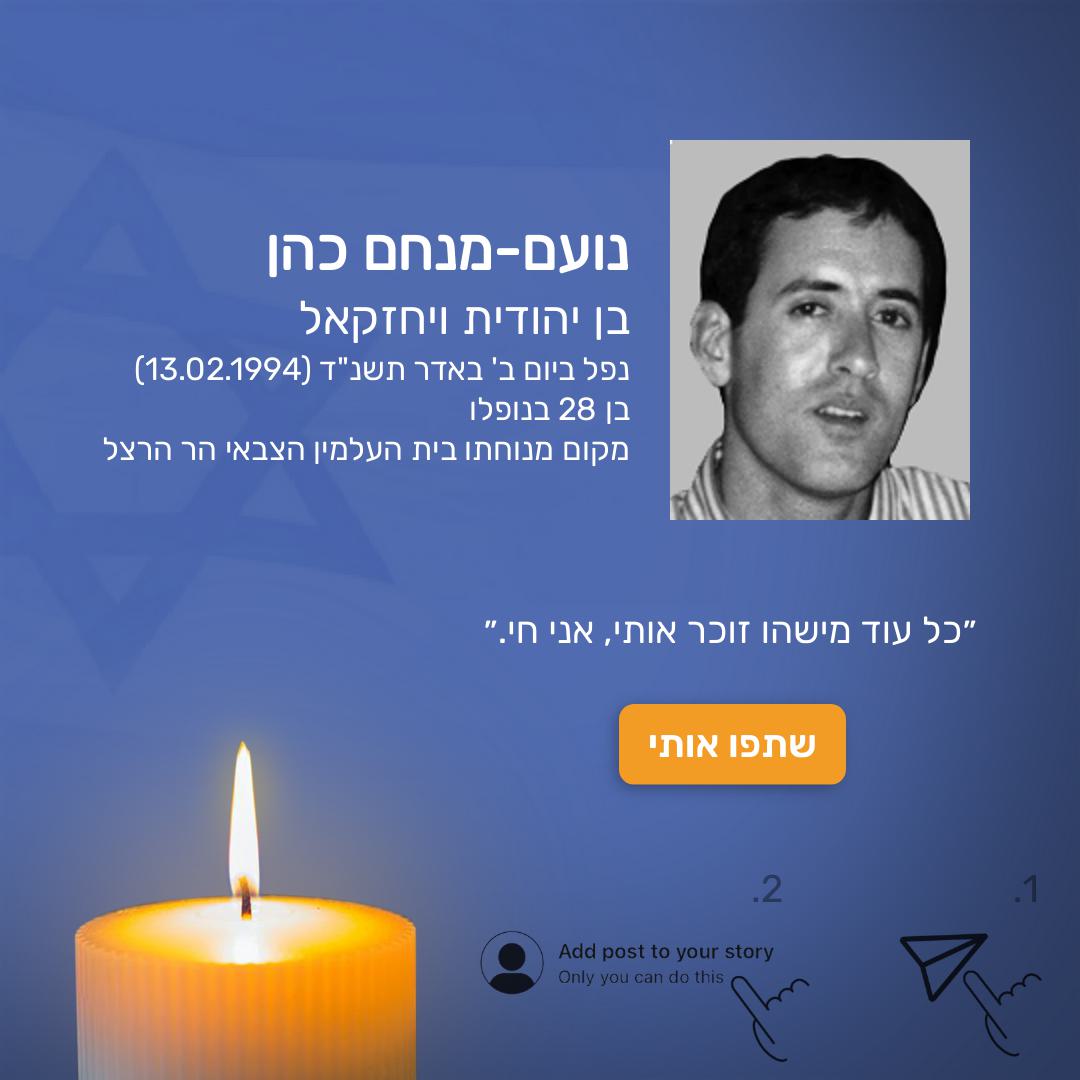 נועם-מנחם כהן
בן יהודית ויחזקאל
נפל ביום ב' באדר תשנ"ד (13.02.1994)
בן 28 בנופלו
מקום מנוחתו בית העלמין הצבאי הר הרצל
״כל עוד מישהו זוכר אותי, אני חי.״
שתפו אותי
.1
.2
Add post to your story
Only you can do this